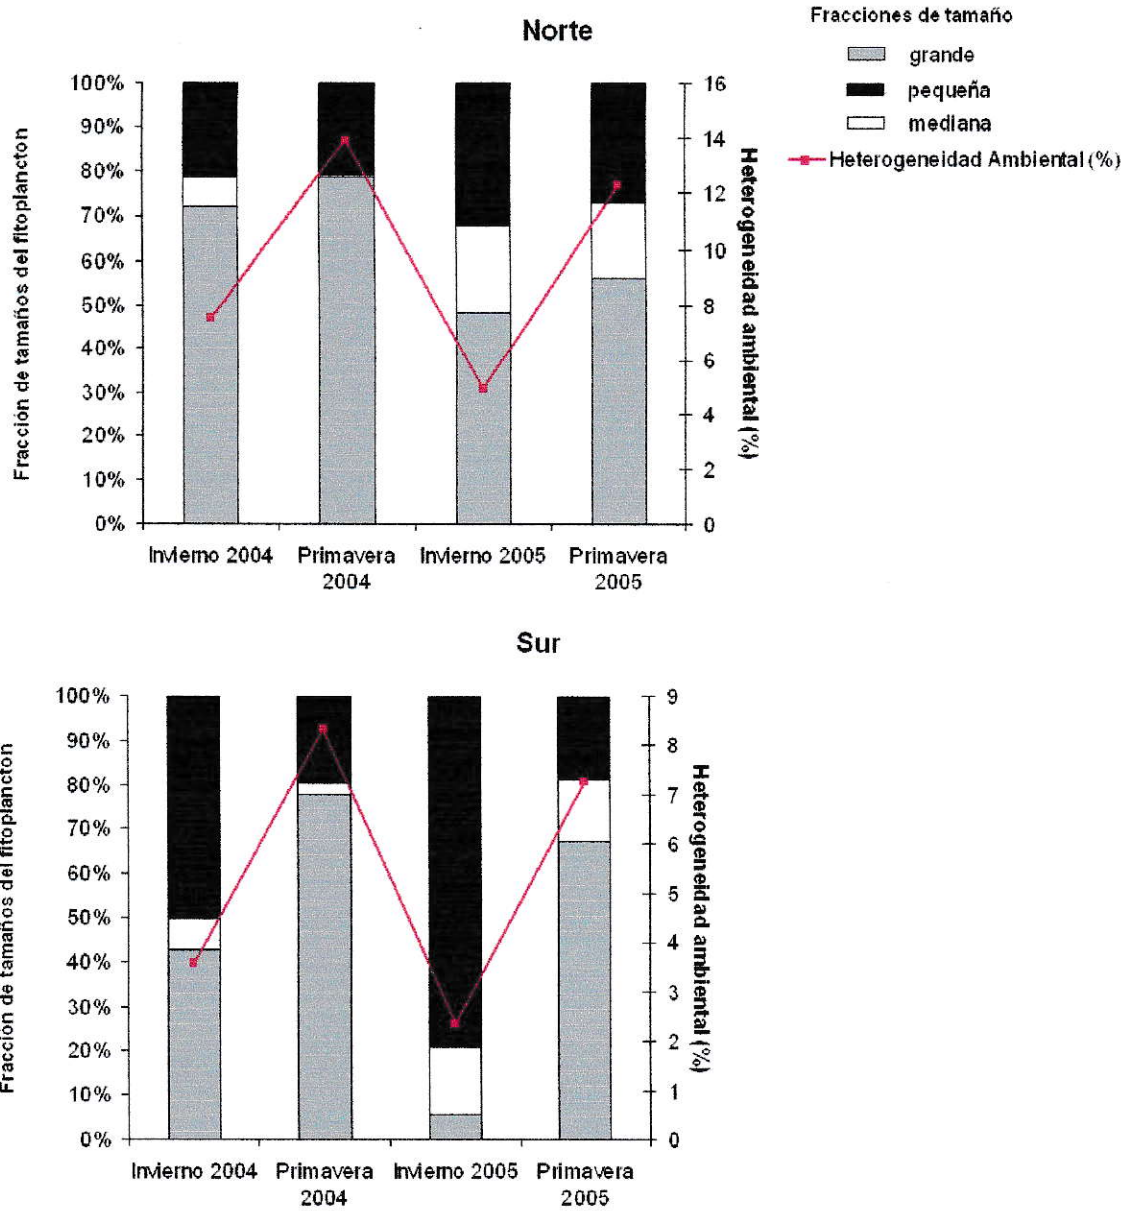 Norte
Fracciones de tamaño
grande
pequeña
mediana
Heterogeneidad Ambiental (%)
Fracción de tamaños del fitoplancton
100%
90%
80%
70%
60%
50%
40%
30%
20%
10%
0%
16
14
12
10
8
6
4
2
0
Heterogeneidad ambiental (%)
Invierno 2004
Primavera
2004
Invierno 2005
Primavera
2005
Sur
Fracción de tamaños del fitoplancton
100%
90%
80%
70%
60%
50%
40%
30%
20%
10%
0%
9
8
7
6
5
4
3
2
1
0
Heterogeneidad ambiental (%)
Invierno 2004
Primavera
2004
Invierno 2005
Primavera
2005